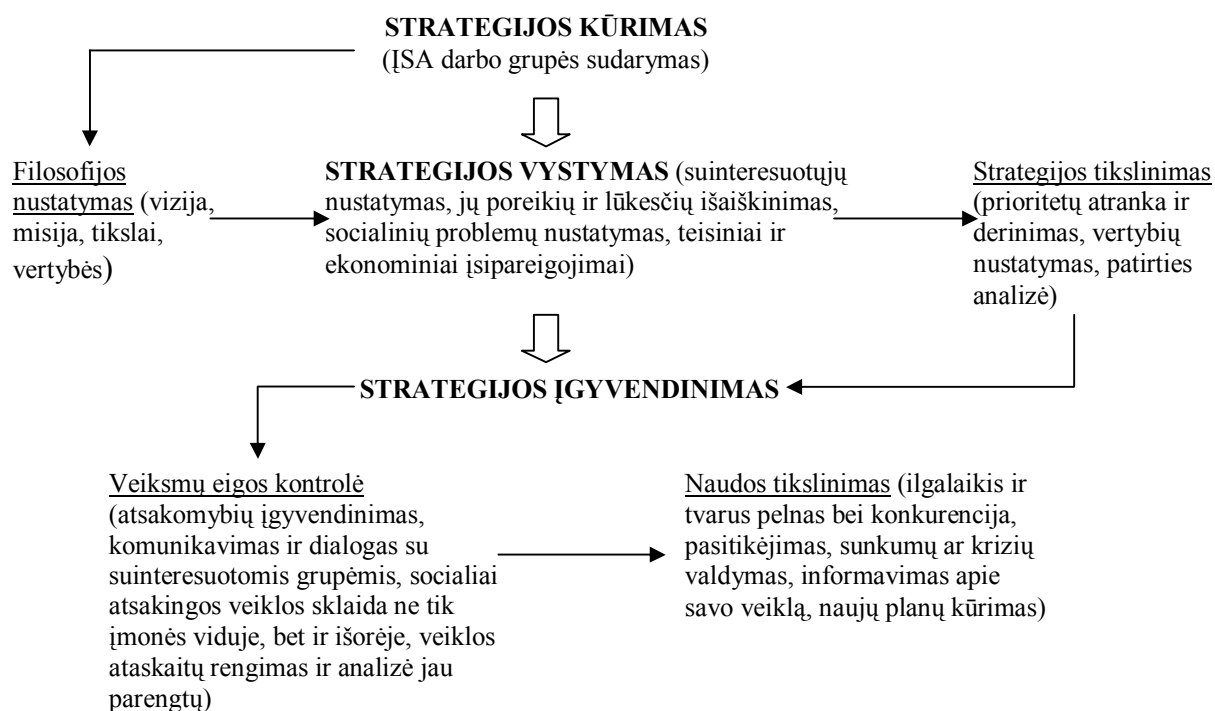 STRATEGIJOS KŪRIMAS
(ĮSA darbo grupės sudarymas)
Filosofijos
nustatymas (vizija,
misija, tikslai,
vertybės)
STRATEGIJOS VYSTYMAS (suinteresuotųjų
nustatymas, jų poreikių ir lūkesčių išaiškinimas,
socialinių problemų nustatymas, teisiniai ir
ekonominiai įsipareigojimai)
Strategijos tikslinimas
(prioritetų atranka ir
derinimas, vertybių
nustatymas, patirties
analizė)
STRATEGIJOS ĮGYVENDINIMAS
Veiksmų eigos kontrolė
(atsakomybių įgyvendinimas,
komunikavimas ir dialogas su
suinteresuotomis grupėmis, socialiai
atsakingos veiklos sklaida ne tik
įmonės viduje, bet ir išorėje, veiklos
ataskaitų rengimas ir analizė jau
parengtų)
Naudos tikslinimas (ilgalaikis ir
tvarus pelnas bei konkurencija,
pasitikėjimas, sunkumų ar krizių
valdymas, informavimas apie
savo veiklą, naujų planų kūrimas)